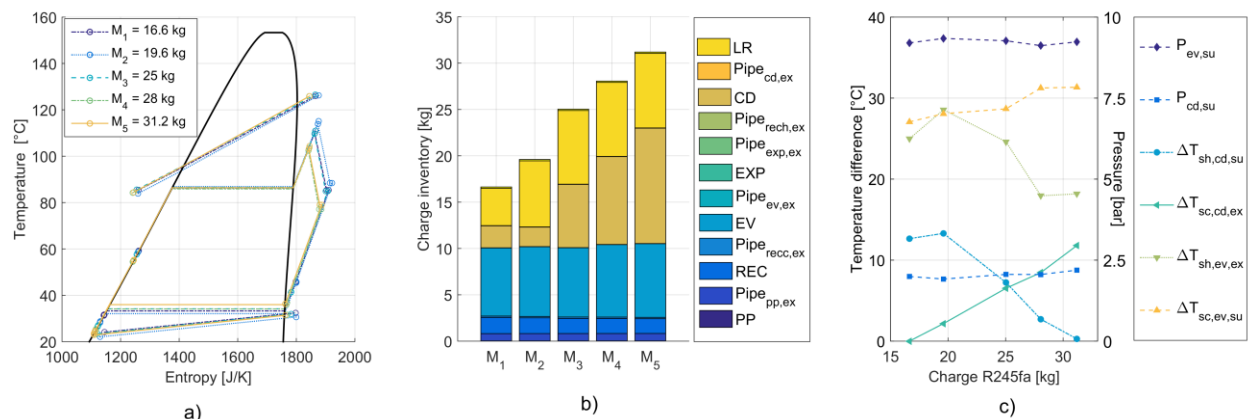 160
140
120
100
80
60
40
20
Temperature [°C]
M1 = 16.6 kg
M2 = 19.6 kg
M3 = 25 kg
M4 = 28 kg
M5 = 31.2 kg
1000 1200 1400 1600 1800 2000
Entropy [J/K]
a)
35
30
25
20
15
10
5
0
Charge inventory [kg]
M1 M2 M3 M4 M5
LR
Pipecd,ex
CD
Piperech,ex
Pipeexp,ex
EXP
Pipeev,ex
EV
Piperecc,ex
REC
Pipepp,ex
PP
b)
40
30
20
10
0
Temperature difference [°C]
10
7.5
5
2.5
0
Pressure [bar]
20 25 30
Charge R245fa [kg]
Pev,su
Pcd,su
ΔTsh,cd,su
ΔTsc,cd,ex
ΔTsh,ev,ex
ΔTsc,ev,su
c)